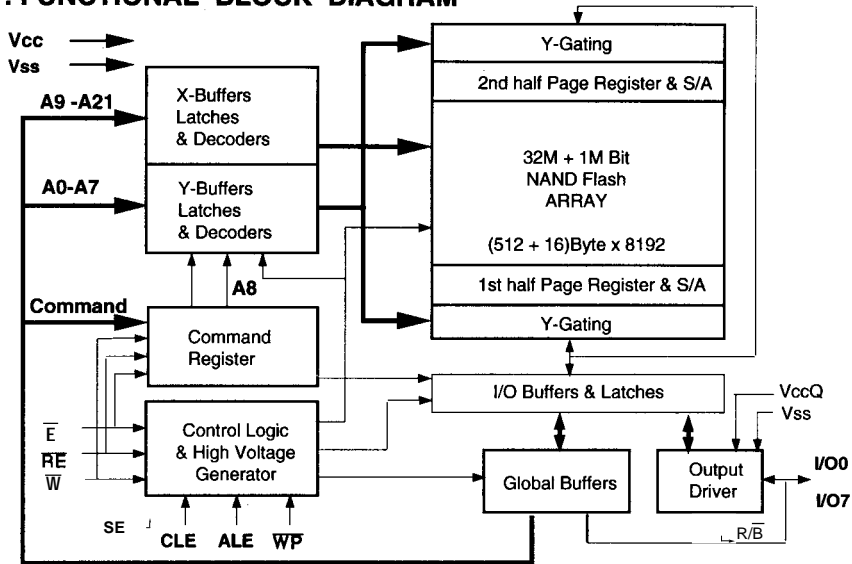 . FUNCTIONAL BLOCK DIAGRAM
Vcc
Vss
A9 -A21
A0-A7
X-Buffers
Latches
& Decoders
Y-Buffers
Latches
& Decoders
Y-Gating
2nd half Page Register & S/A
32M + 1M Bit
NAND Flash
ARRAY
(512 + 16)Byte x 8192
1st half Page Register & S/A
Y-Gating
A8
Command
Command
Register
I/O Buffers & Latches
VccQ
Vss
E̅
R̅E̅
W̅
Control Logic
& High Voltage
Generator
Global Buffers
Output
Driver
I/O0
I/O7
R/B̅
SE
CLE
ALE
W̅P̅